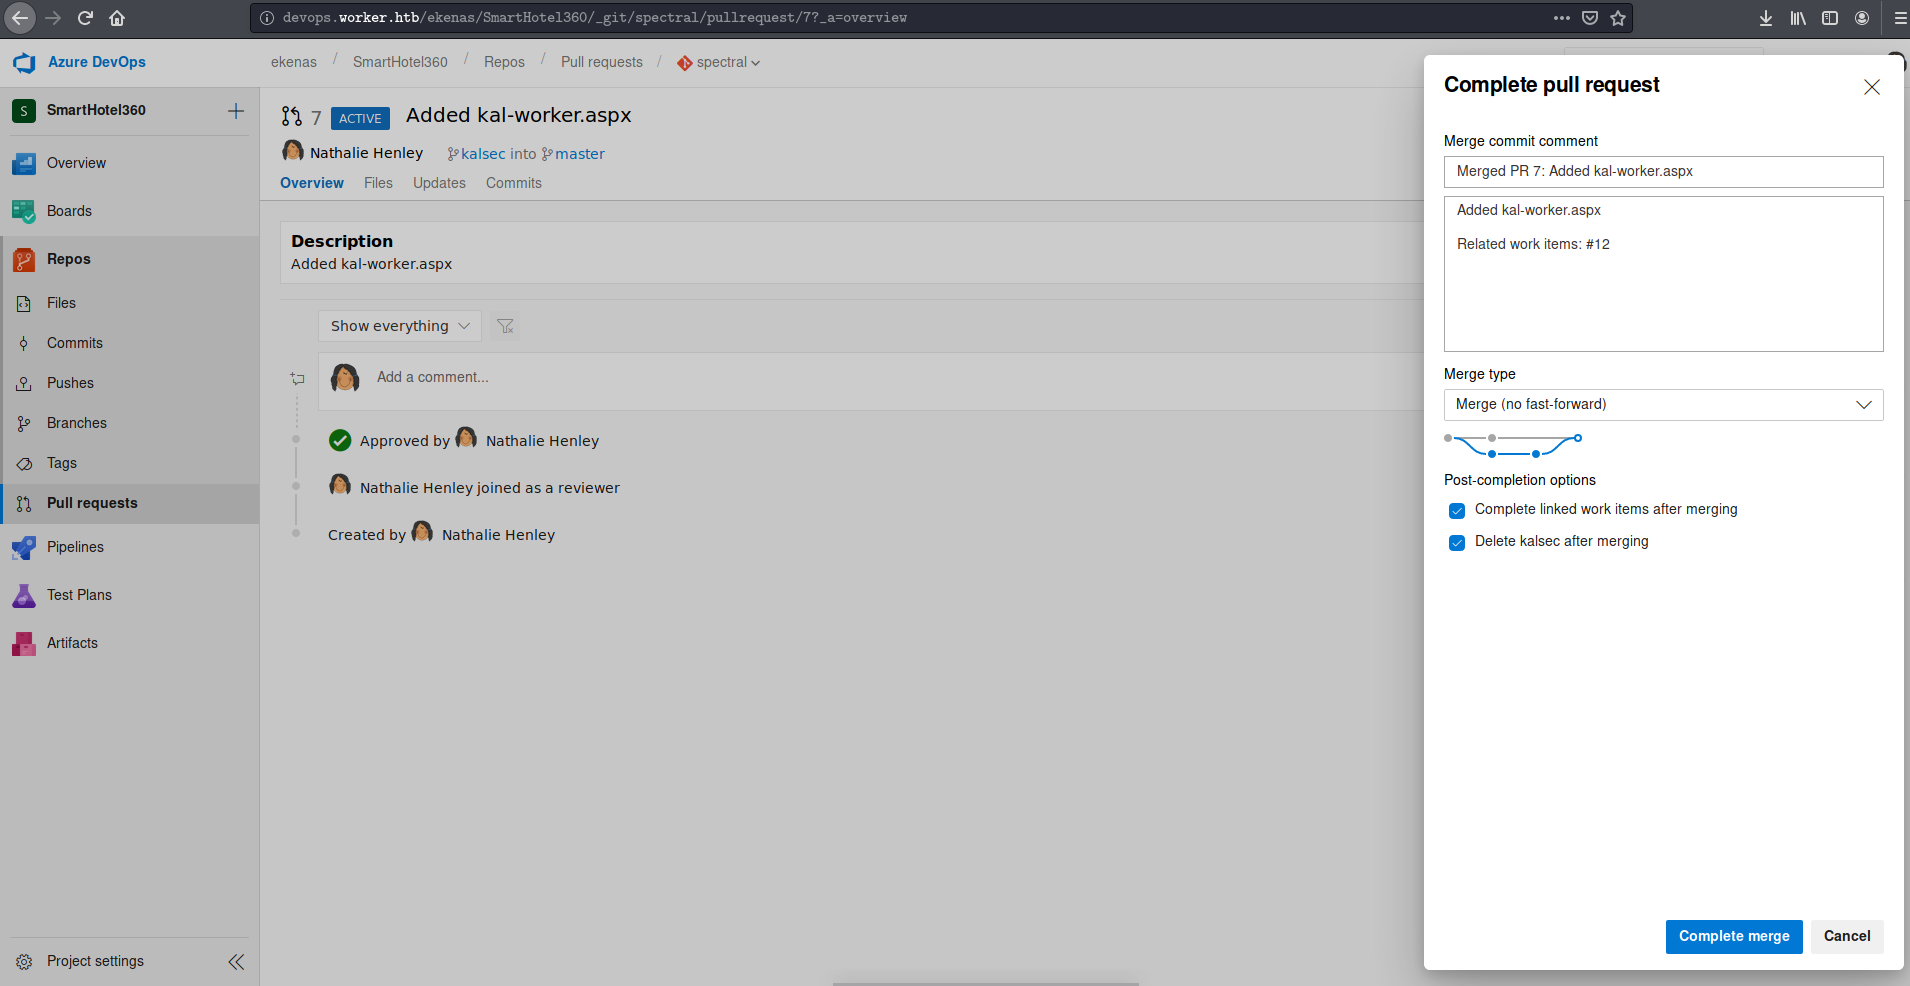 devops.worker.htb/ekenas/SmartHotel360/_git/spectral/pullrequest/7?_a=overview
Azure DevOps
ekenas / SmartHotel360 / Repos / Pull requests / spectral
S SmartHotel360
Overview
Boards
Repos
Files
Commits
Pushes
Branches
Tags
Pull requests
Pipelines
Test Plans
Artifacts
Project settings
7 ACTIVE Added kal-worker.aspx
Nathalie Henley kalsec into master
Overview Files Updates Commits
Description
Added kal-worker.aspx
Show everything
Add a comment...
Approved by Nathalie Henley
Nathalie Henley joined as a reviewer
Created by Nathalie Henley
Complete pull request
Merge commit comment
Merged PR 7: Added kal-worker.aspx
Added kal-worker.aspx
Related work items: #12
Merge type
Merge (no fast-forward)
Post-completion options
Complete linked work items after merging
Delete kalsec after merging
Complete merge Cancel